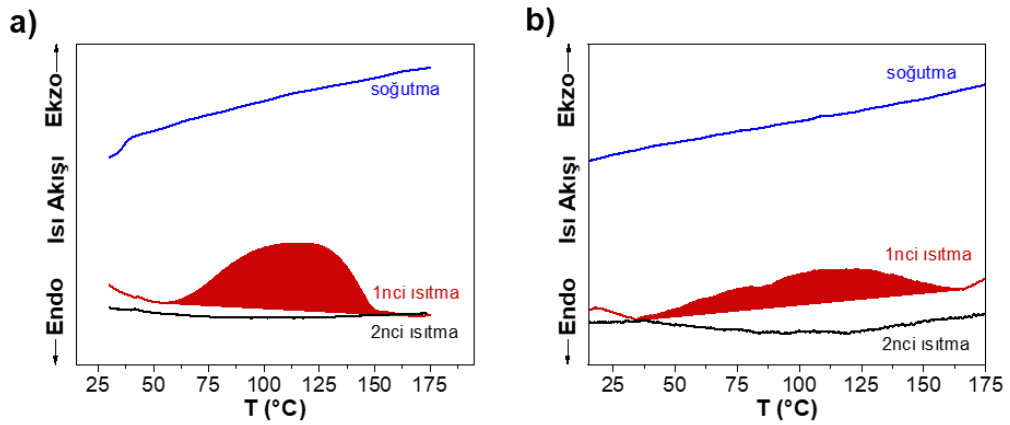 a)
Ekzo
Isı Akışı
Endo
soğutma
1nci ısıtma
2nci ısıtma
25 50 75 100 125 150 175
T (°C)
b)
Ekzo
Isı Akışı
Endo
soğutma
1nci ısıtma
2nci ısıtma
25 50 75 100 125 150 175
T (°C)